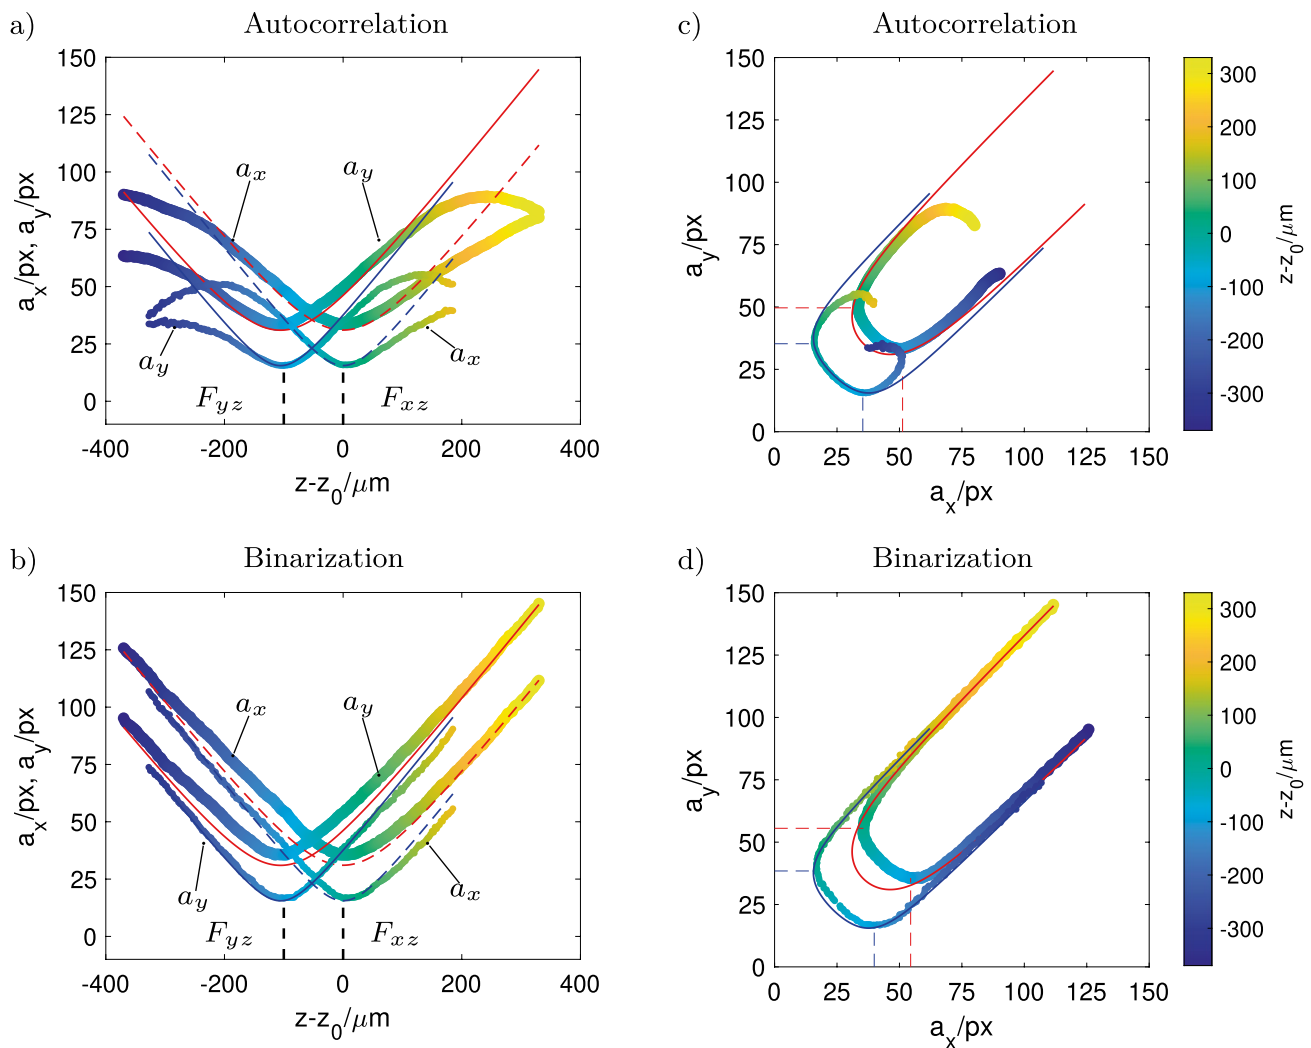 a) Autocorrelation
150
125
100
75
50
25
0
a_x/px, a_y/px
a_x
a_y
a_y
a_x
F_yz
F_xz
-400 -200 0 200 400
z-z_0/μm
c) Autocorrelation
150
125
100
75
50
25
0
a_y/px
0 25 50 75 100 125 150
a_x/px
300
200
100
0
-100
-200
-300
z-z_0/μm
b) Binarization
150
125
100
75
50
25
0
a_x/px, a_y/px
a_x
a_y
a_y
a_x
F_yz
F_xz
-400 -200 0 200 400
z-z_0/μm
d) Binarization
150
125
100
75
50
25
0
a_y/px
0 25 50 75 100 125 150
a_x/px
300
200
100
0
-100
-200
-300
z-z_0/μm